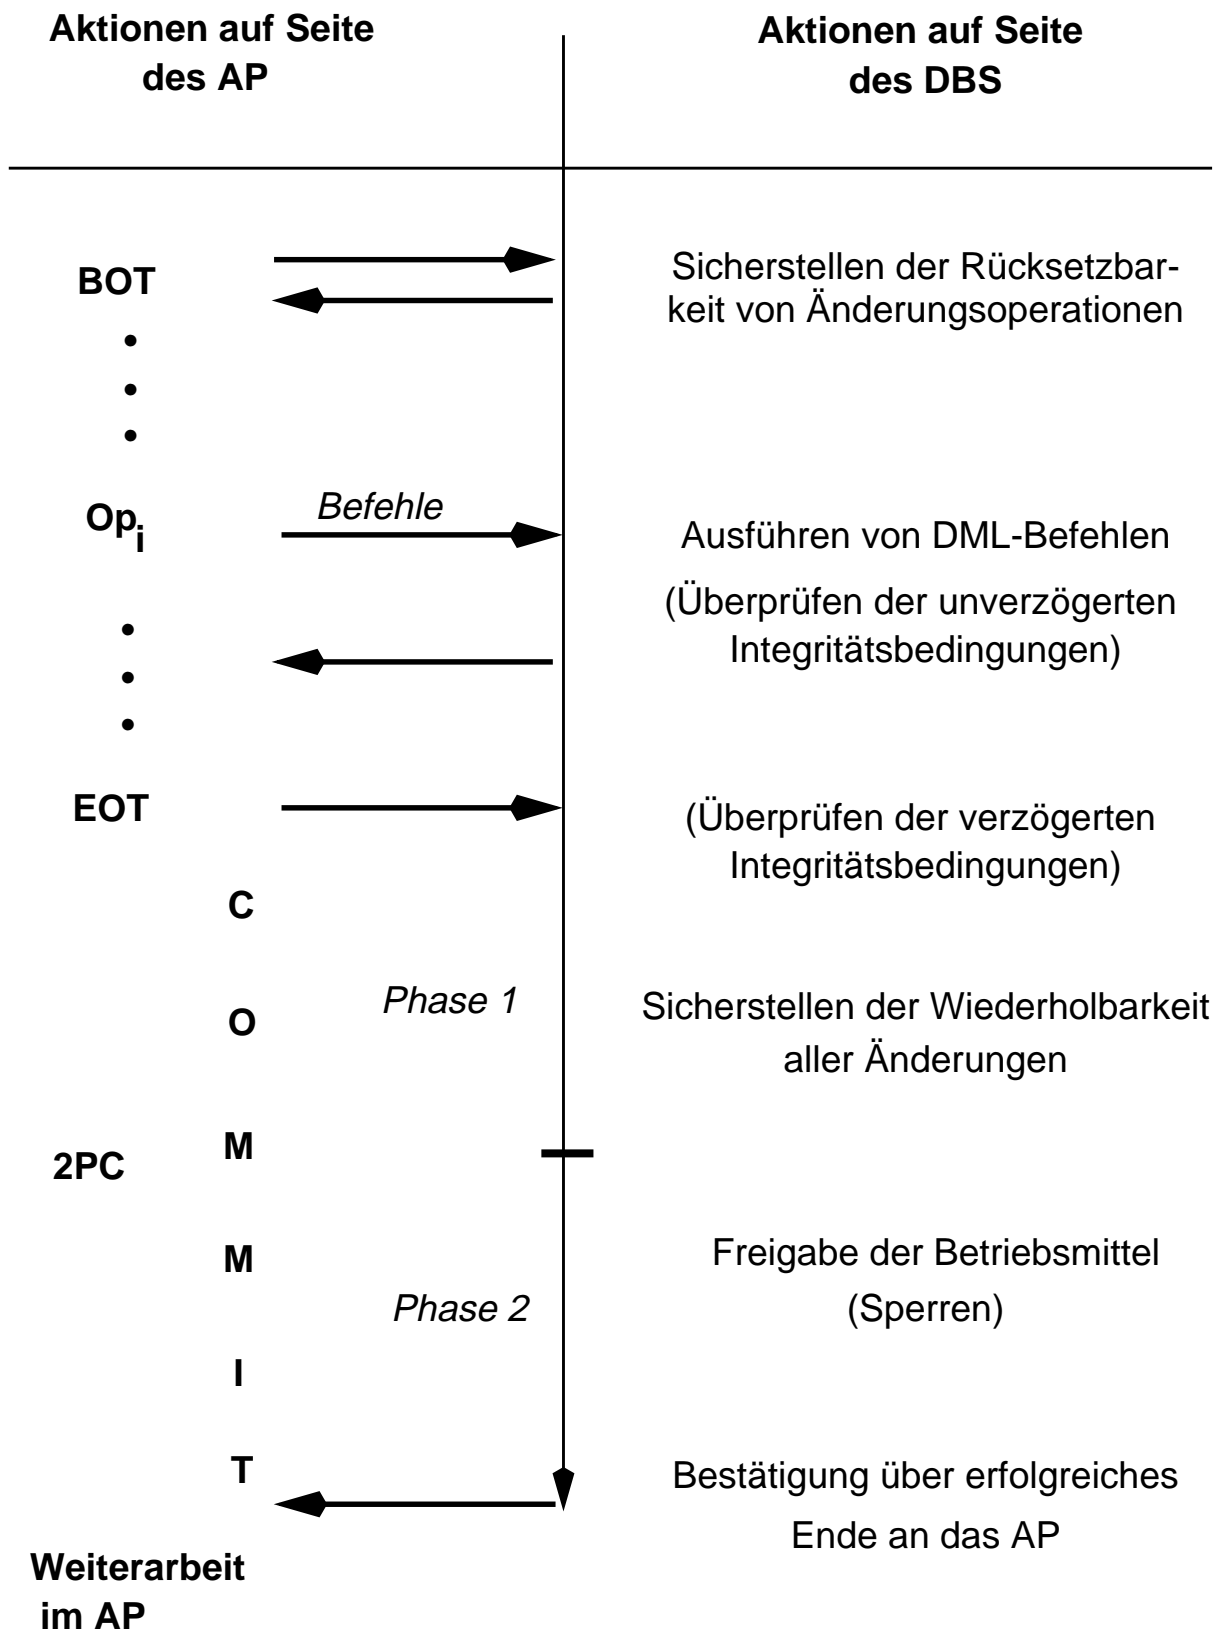 Aktionen auf Seite
des AP
Aktionen auf Seite
des DBS
BOT
Sicherstellen der Rücksetzbar-
keit von Änderungsoperationen
Opi
Befehle
Ausführen von DML-Befehlen
(Überprüfen der unverzögerten
Integritätsbedingungen)
EOT
(Überprüfen der verzögerten
Integritätsbedingungen)
C
O
Phase 1
Sicherstellen der Wiederholbarkeit
aller Änderungen
M
2PC
M
Freigabe der Betriebsmittel
Phase 2
(Sperren)
I
T
Bestätigung über erfolgreiches
Ende an das AP
Weiterarbeit
im AP